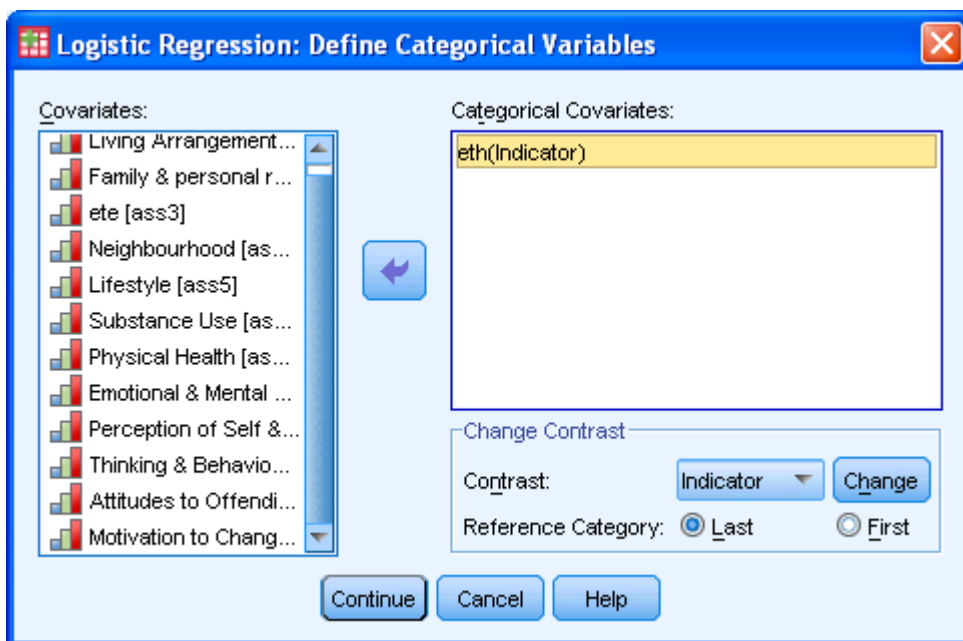 Logistic Regression: Define Categorical Variables
Covariates:
Living Arrangement...
Family & personal r...
ete [ass3]
Neighbourhood [as...
Lifestyle [ass5]
Substance Use [as...
Physical Health [as...
Emotional & Mental ...
Perception of Self &...
Thinking & Behavio...
Attitudes to Offendi...
Motivation to Chang...
Categorical Covariates:
eth(Indicator)
Change Contrast
Contrast: Indicator Change
Reference Category: Last First
Continue Cancel Help